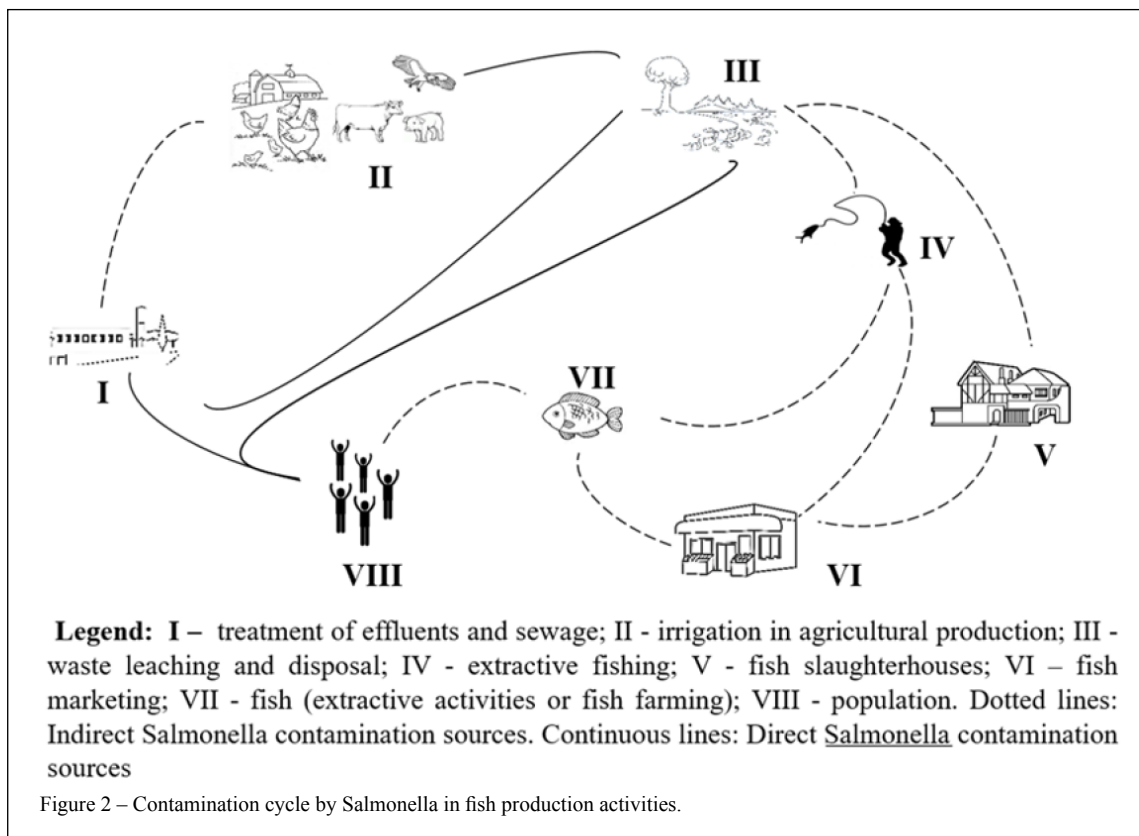 II
III
IV
I
VII
V
VIII
VI
Legend: I – treatment of effluents and sewage; II - irrigation in agricultural production; III -
waste leaching and disposal; IV - extractive fishing; V - fish slaughterhouses; VI – fish
marketing; VII - fish (extractive activities or fish farming); VIII - population. Dotted lines:
Indirect Salmonella contamination sources. Continuous lines: Direct Salmonella contamination
sources
Figure 2 – Contamination cycle by Salmonella in fish production activities.